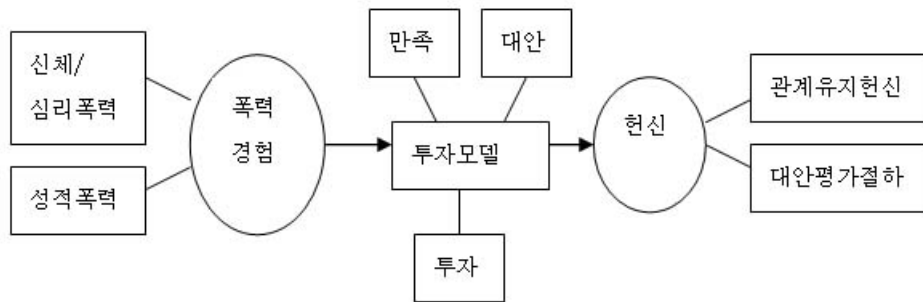 신체/
심리폭력
성적폭력
폭력
경험
만족
대안
투자모델
투자
헌신
관계유지헌신
대안평가절하